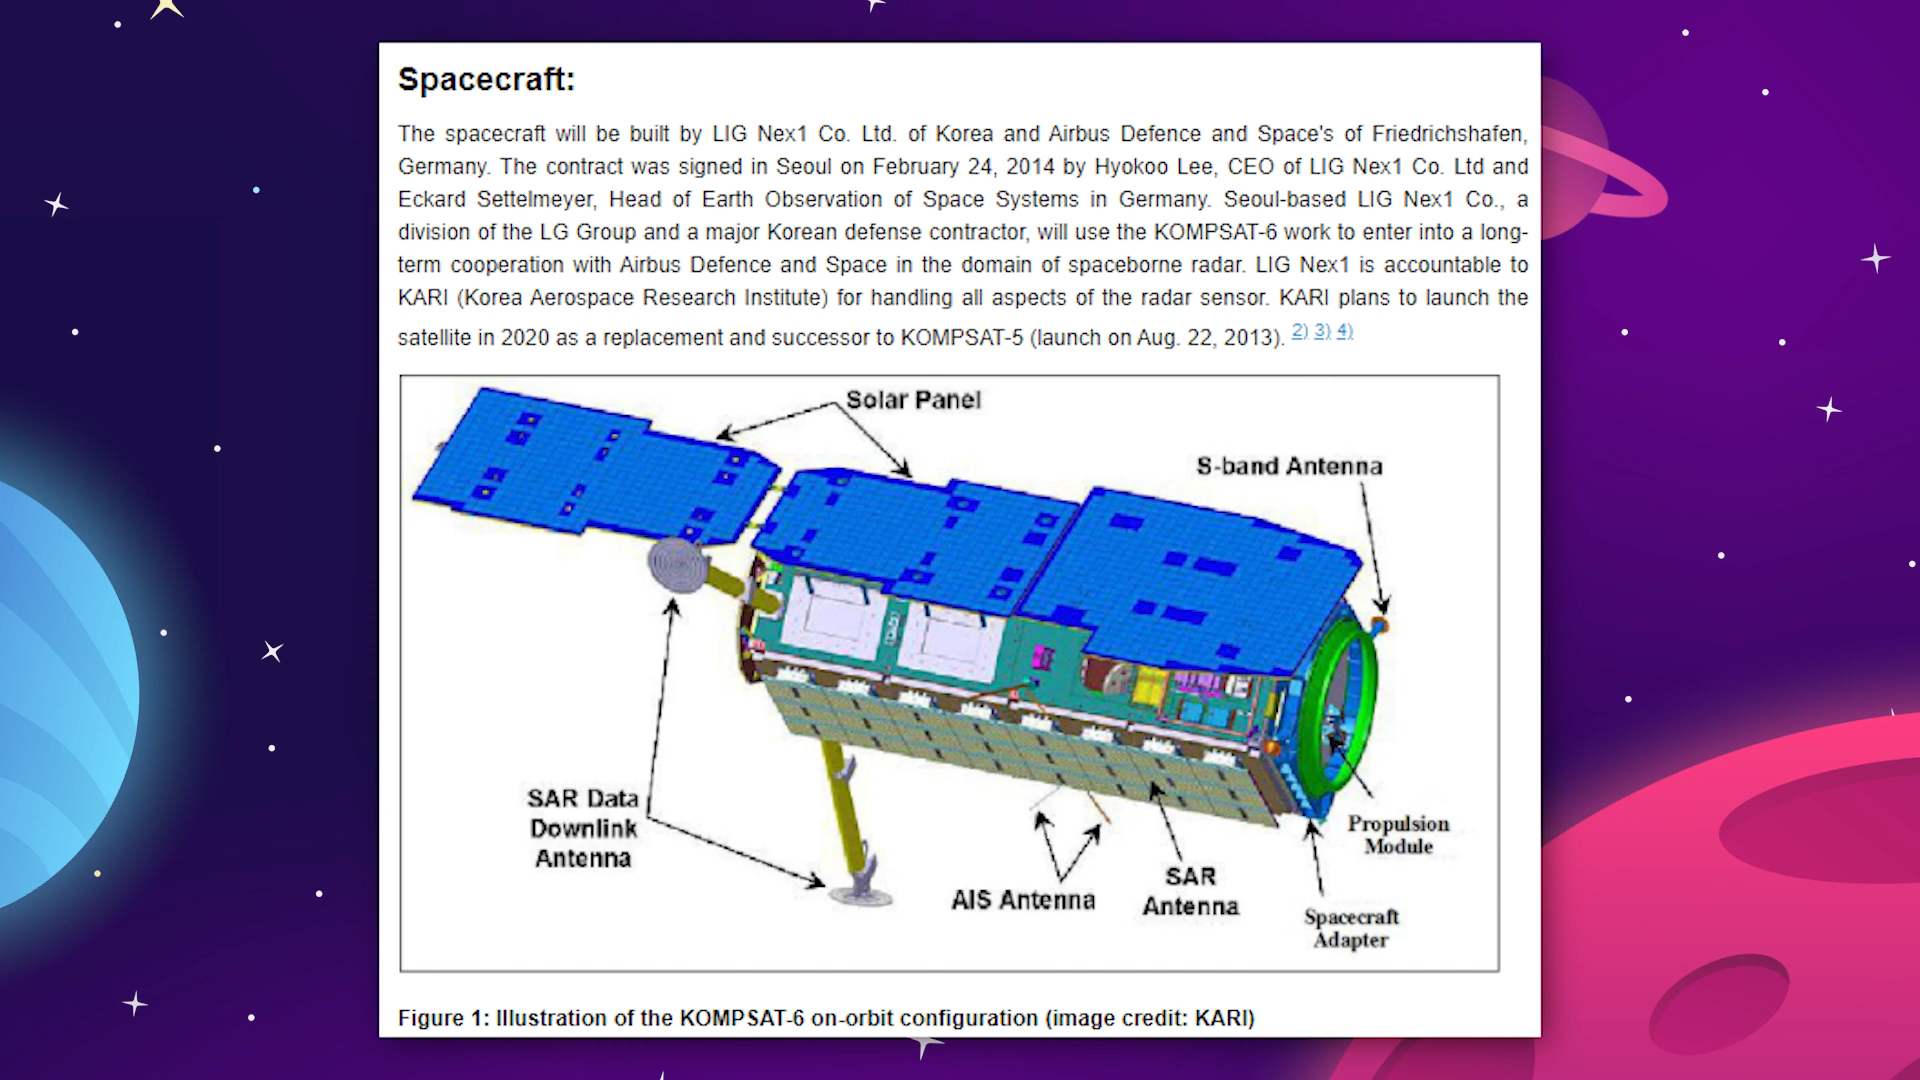 Spacecraft:
The spacecraft will be built by LIG Nex1 Co. Ltd. of Korea and Airbus Defence and Space's of Friedrichshafen,
Germany. The contract was signed in Seoul on February 24, 2014 by Hyokoo Lee, CEO of LIG Nex1 Co. Ltd and
Eckard Settelmeyer, Head of Earth Observation of Space Systems in Germany. Seoul-based LIG Nex1 Co., a
division of the LG Group and a major Korean defense contractor, will use the KOMPSAT-6 work to enter into a long-
term cooperation with Airbus Defence and Space in the domain of spaceborne radar. LIG Nex1 is accountable to
KARI (Korea Aerospace Research Institute) for handling all aspects of the radar sensor. KARI plans to launch the
satellite in 2020 as a replacement and successor to KOMPSAT-5 (launch on Aug. 22, 2013). 2) 3) 4)
Solar Panel
S-band Antenna
SAR Data
Downlink
Antenna
AIS Antenna
SAR
Antenna
Propulsion
Module
Spacecraft
Adapter
Figure 1: Illustration of the KOMPSAT-6 on-orbit configuration (image credit: KARI)